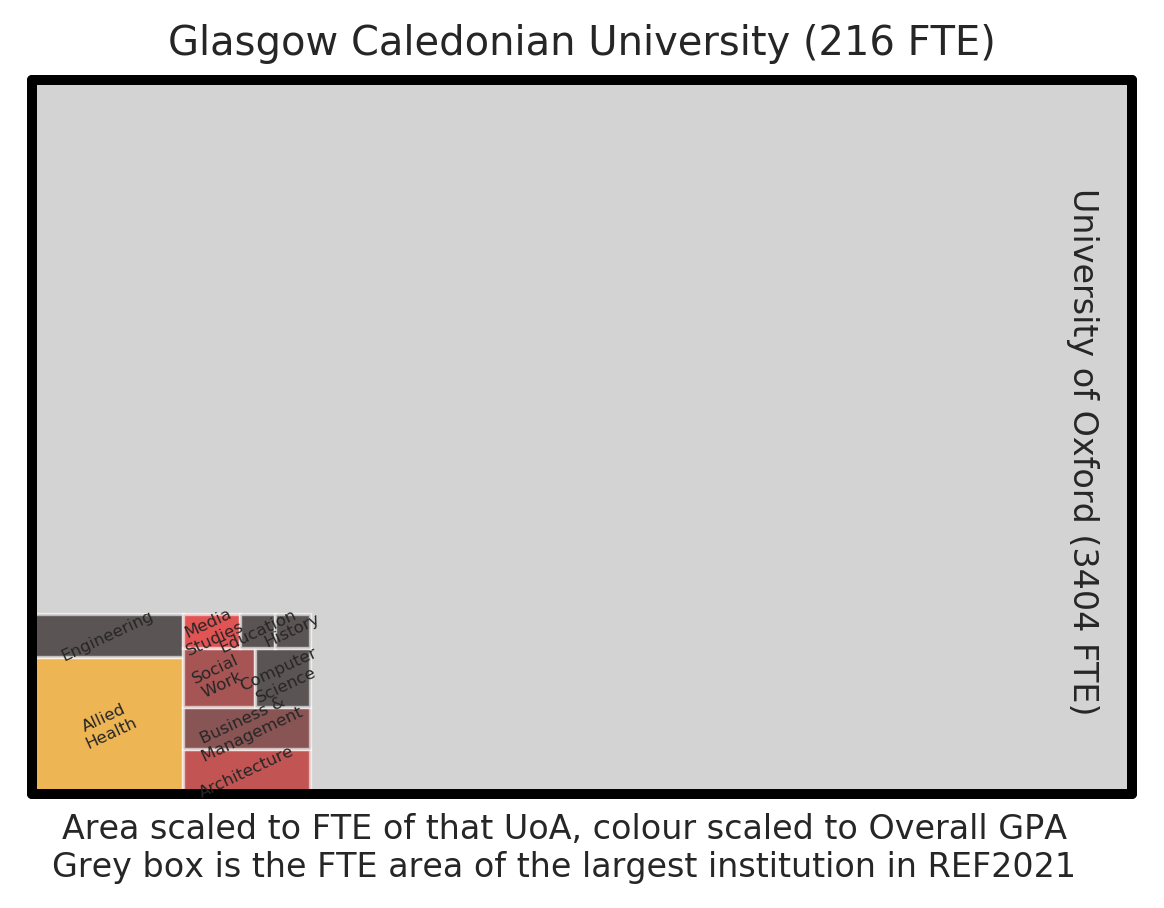 Glasgow Caledonian University (216 FTE)
University of Oxford (3404 FTE)
Engineering
Media
Studies
Education
History
Social
Work
Computer
Science
Allied
Health
Business &
Management
Architecture
Area scaled to FTE of that UoA, colour scaled to Overall GPA
Grey box is the FTE area of the largest institution in REF2021